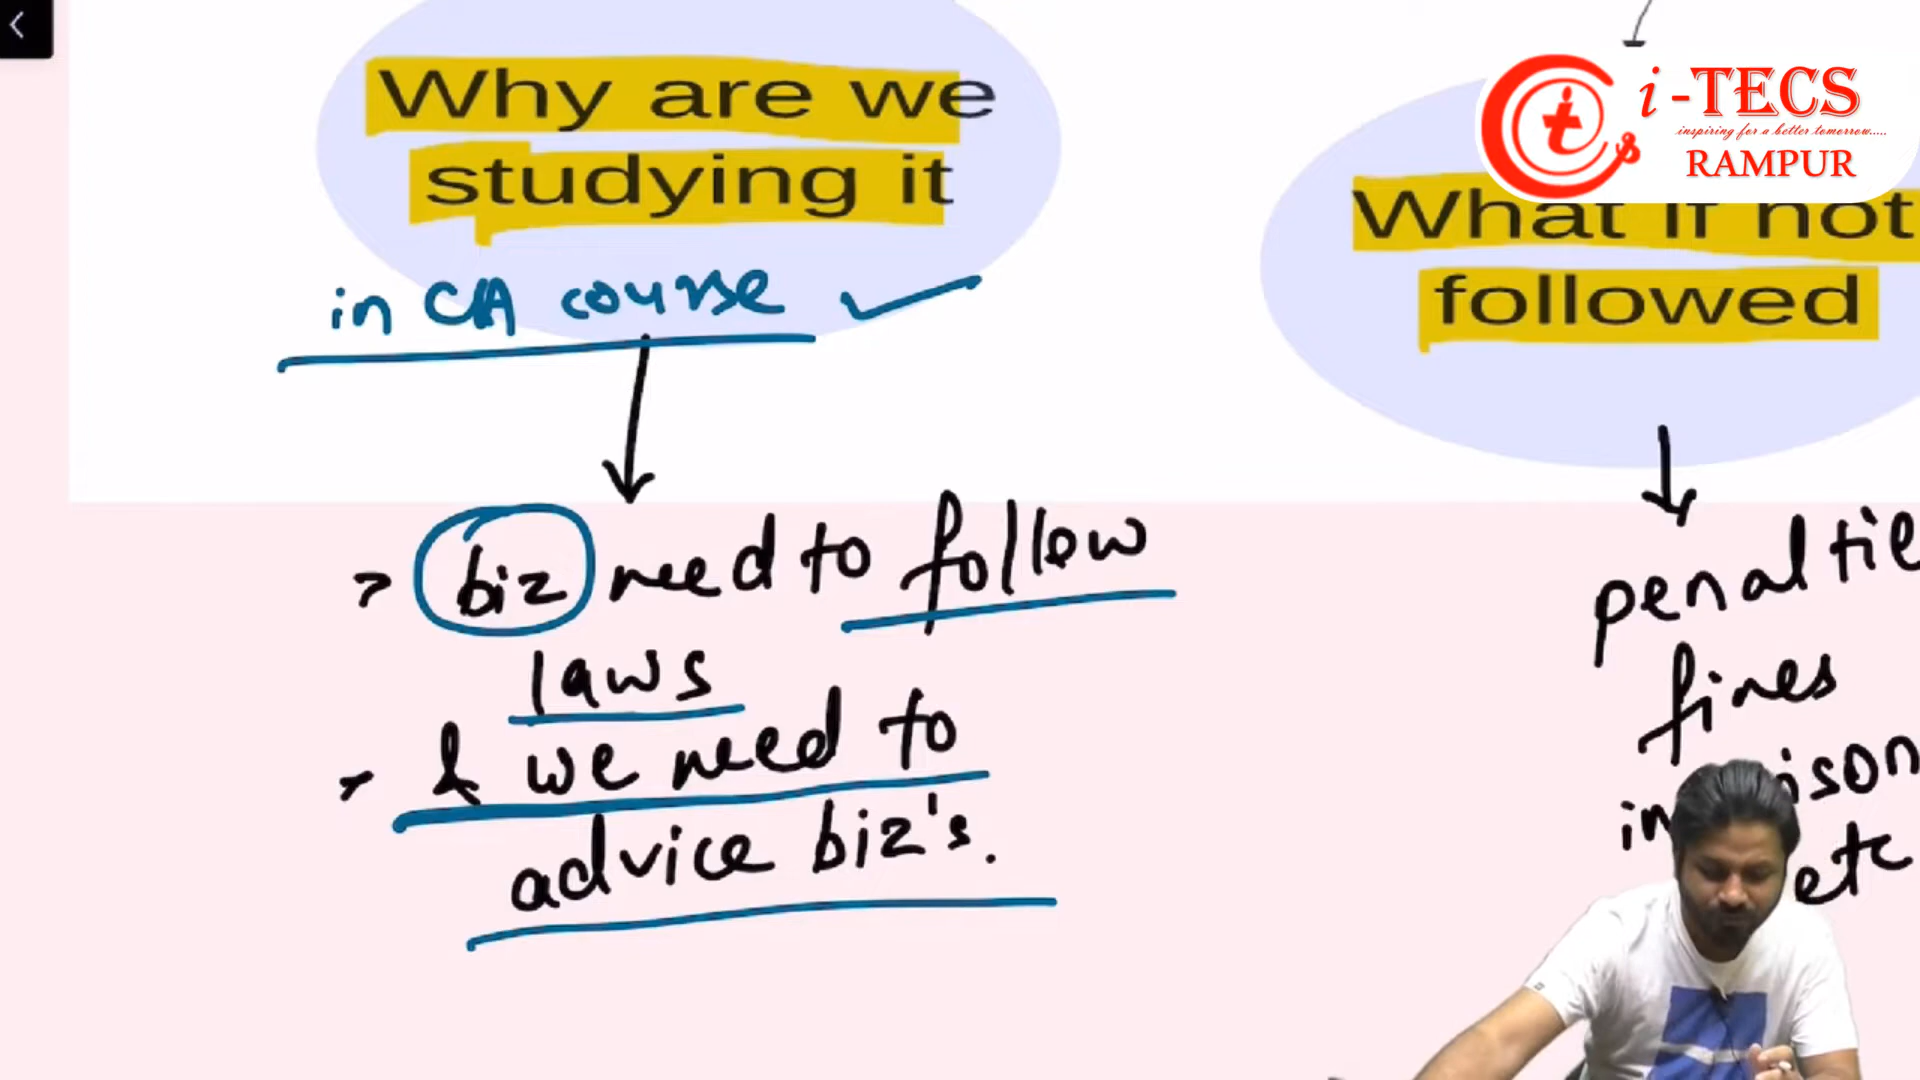 Why are we
studying it
in CA course
> biz need to follow
laws
> & we need to
advice biz's.
i-TECS
inspiring for a better tomorrow.....
RAMPUR
What if not
followed
fines
etc